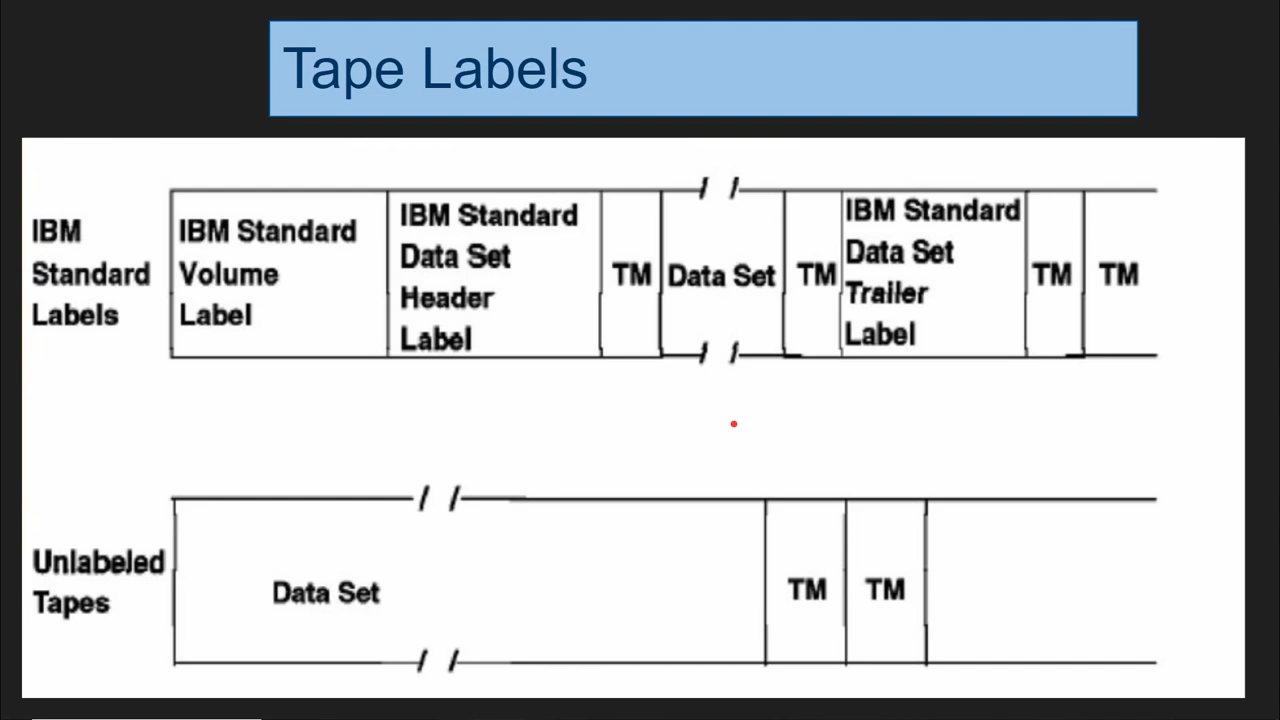 Tape Labels
IBM
Standard
Labels
IBM Standard
Volume
Label
IBM Standard
Data Set
Header
Label
TM
Data Set
TM
IBM Standard
Data Set
Trailer
Label
TM
TM
Unlabeled
Tapes
Data Set
TM
TM